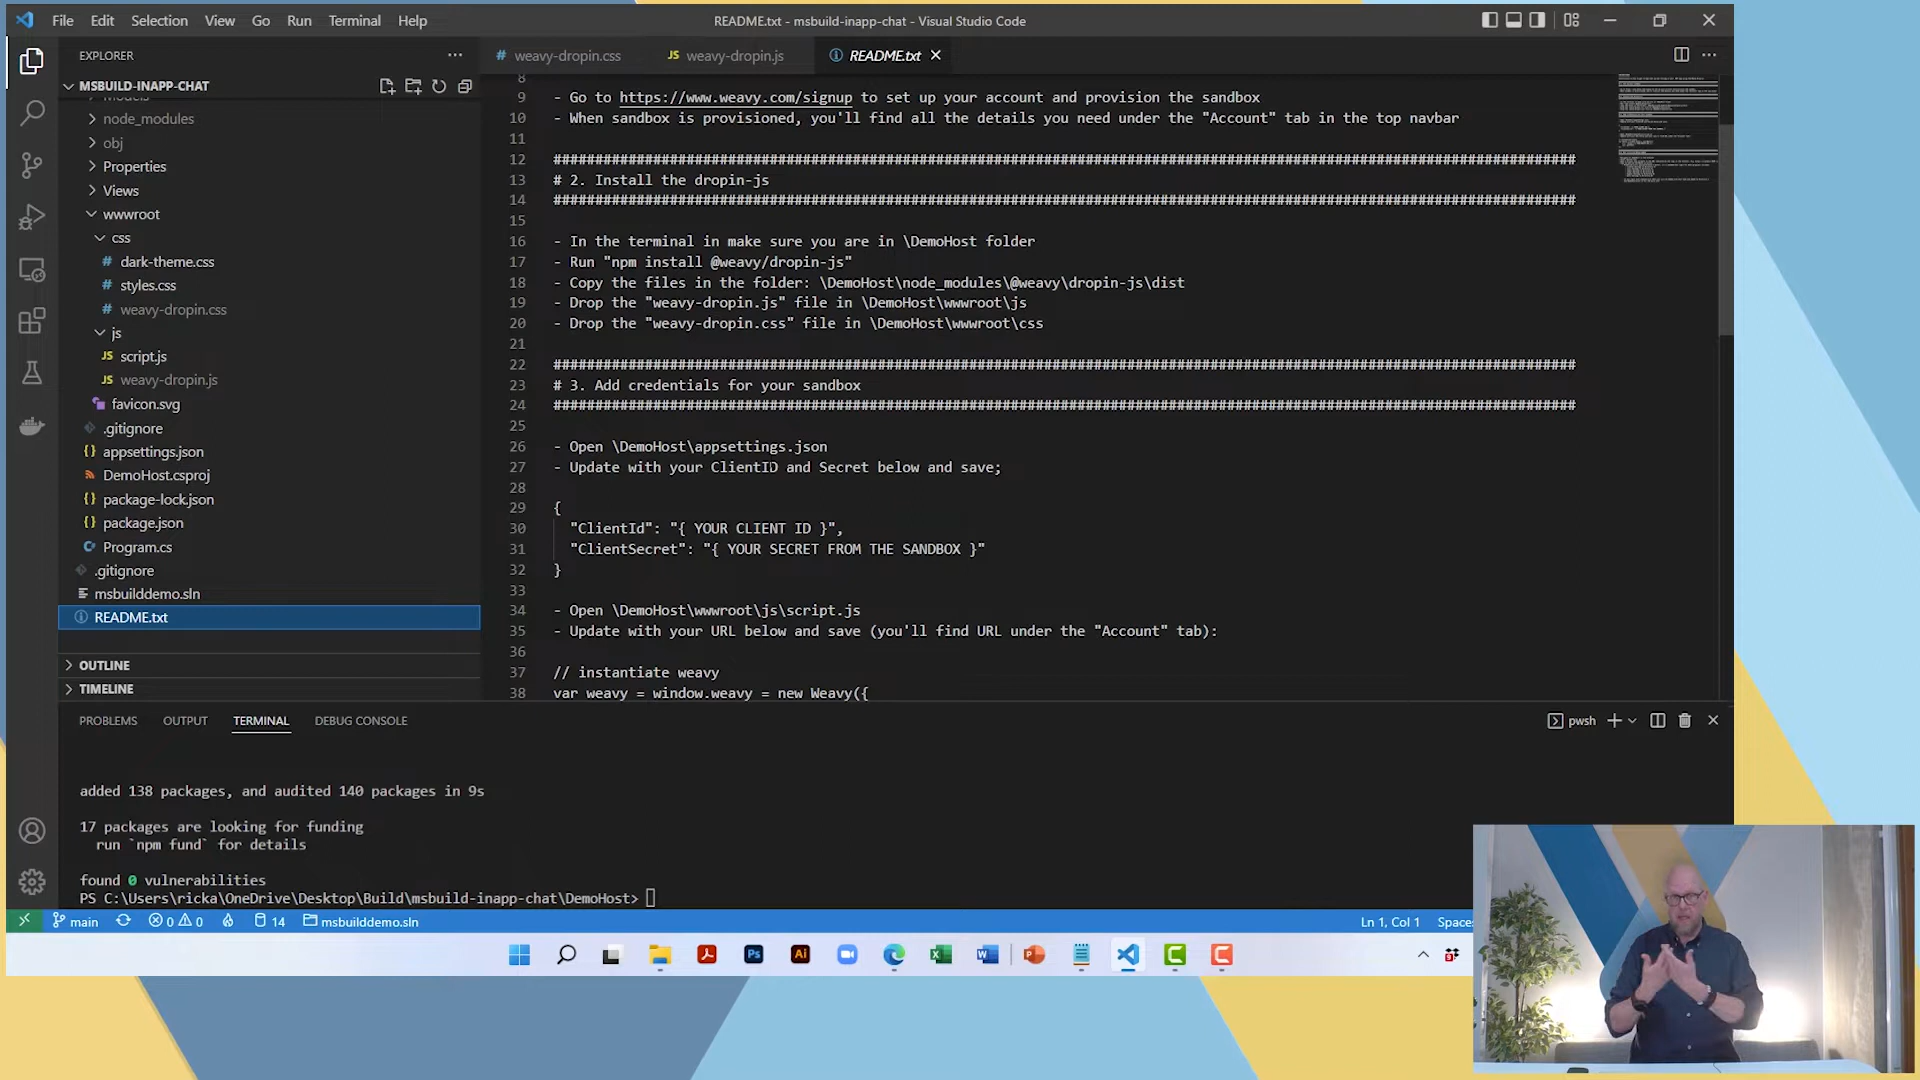 File Edit Selection View Go Run Terminal Help
README.txt - msbuild-inapp-chat - Visual Studio Code
EXPLORER
# weavy-dropin.css
JS weavy-dropin.js
README.txt
MSBUILD-INAPP-CHAT
models
node_modules
obj
Properties
Views
wwwroot
css
# dark-theme.css
# styles.css
# weavy-dropin.css
js
JS script.js
JS weavy-dropin.js
favicon.svg
.gitignore
{} appsettings.json
DemoHost.csproj
{} package-lock.json
{} package.json
C# Program.cs
.gitignore
msbuilddemo.sln
README.txt
OUTLINE
TIMELINE
8
9 - Go to https://www.weavy.com/signup to set up your account and provision the sandbox
10 - When sandbox is provisioned, you'll find all the details you need under the "Account" tab in the top navbar
11
12 ###########################################################################################################################
13 # 2. Install the dropin-js
14 ###########################################################################################################################
15
16 - In the terminal in make sure you are in \DemoHost folder
17 - Run "npm install @weavy/dropin-js"
18 - Copy the files in the folder: \DemoHost\node_modules\@weavy\dropin-js\dist
19 - Drop the "weavy-dropin.js" file in \DemoHost\wwwroot\js
20 - Drop the "weavy-dropin.css" file in \DemoHost\wwwroot\css
21
22 ###########################################################################################################################
23 # 3. Add credentials for your sandbox
24 ###########################################################################################################################
25
26 - Open \DemoHost\appsettings.json
27 - Update with your ClientID and Secret below and save;
28
29 {
30 "ClientId": "{ YOUR CLIENT ID }",
31 "ClientSecret": "{ YOUR SECRET FROM THE SANDBOX }"
32 }
33
34 - Open \DemoHost\wwwroot\js\script.js
35 - Update with your URL below and save (you'll find URL under the "Account" tab):
36
37 // instantiate weavy
38 var weavy = window.weavy = new Weavy({
PROBLEMS OUTPUT TERMINAL DEBUG CONSOLE
pwsh
added 138 packages, and audited 140 packages in 9s
17 packages are looking for funding
run `npm fund` for details
found 0 vulnerabilities
PS C:\Users\ricka\OneDrive\Desktop\Build\msbuild-inapp-chat\DemoHost>
main 0 0 14 msbuilddemo.sln
Ln 1, Col 1 Space
Ps Ai